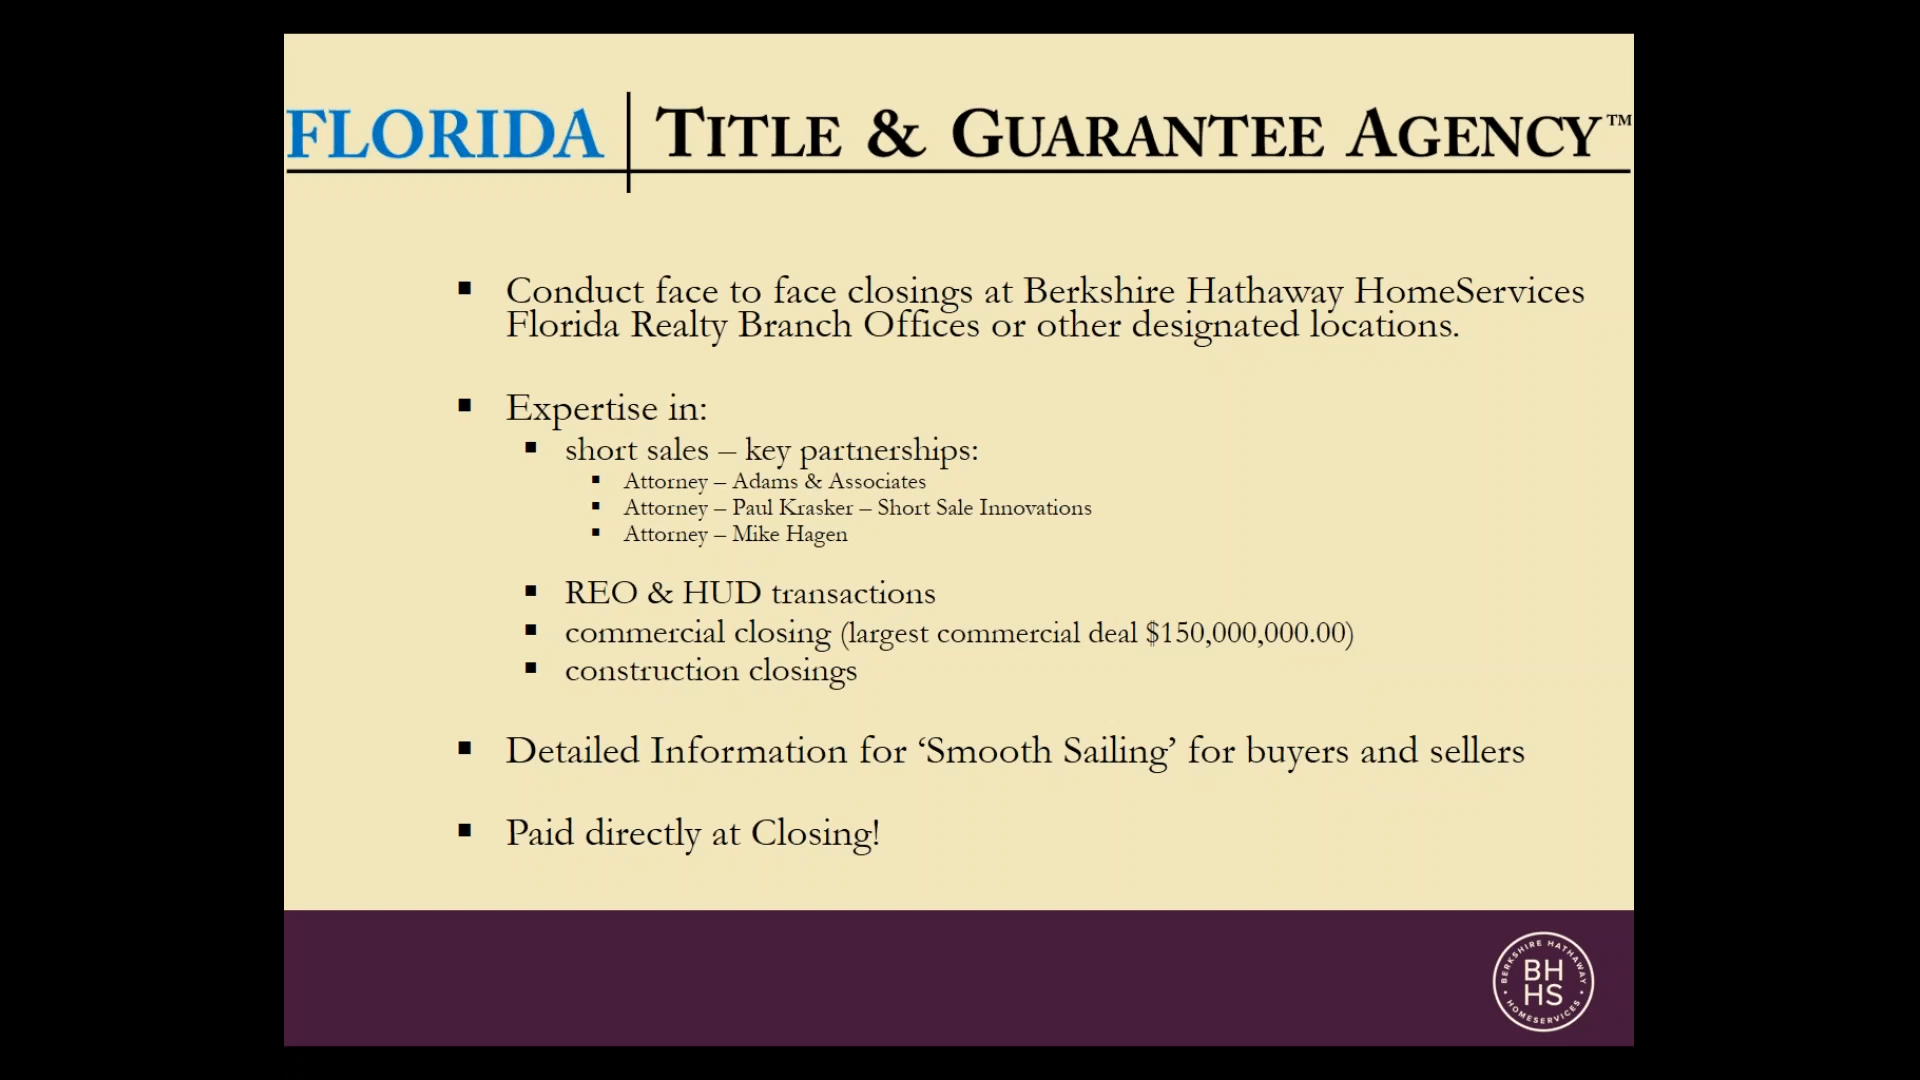 FLORIDA | TITLE & GUARANTEE AGENCY™
▪ Conduct face to face closings at Berkshire Hathaway HomeServices
Florida Realty Branch Offices or other designated locations.
▪ Expertise in:
▪ short sales – key partnerships:
▪ Attorney – Adams & Associates
▪ Attorney – Paul Krasker – Short Sale Innovations
▪ Attorney – Mike Hagen
▪ REO & HUD transactions
▪ commercial closing (largest commercial deal $150,000,000.00)
▪ construction closings
▪ Detailed Information for ‘Smooth Sailing’ for buyers and sellers
▪ Paid directly at Closing!
BERKSHIRE HATHAWAY
BH
HS
HOMESERVICES